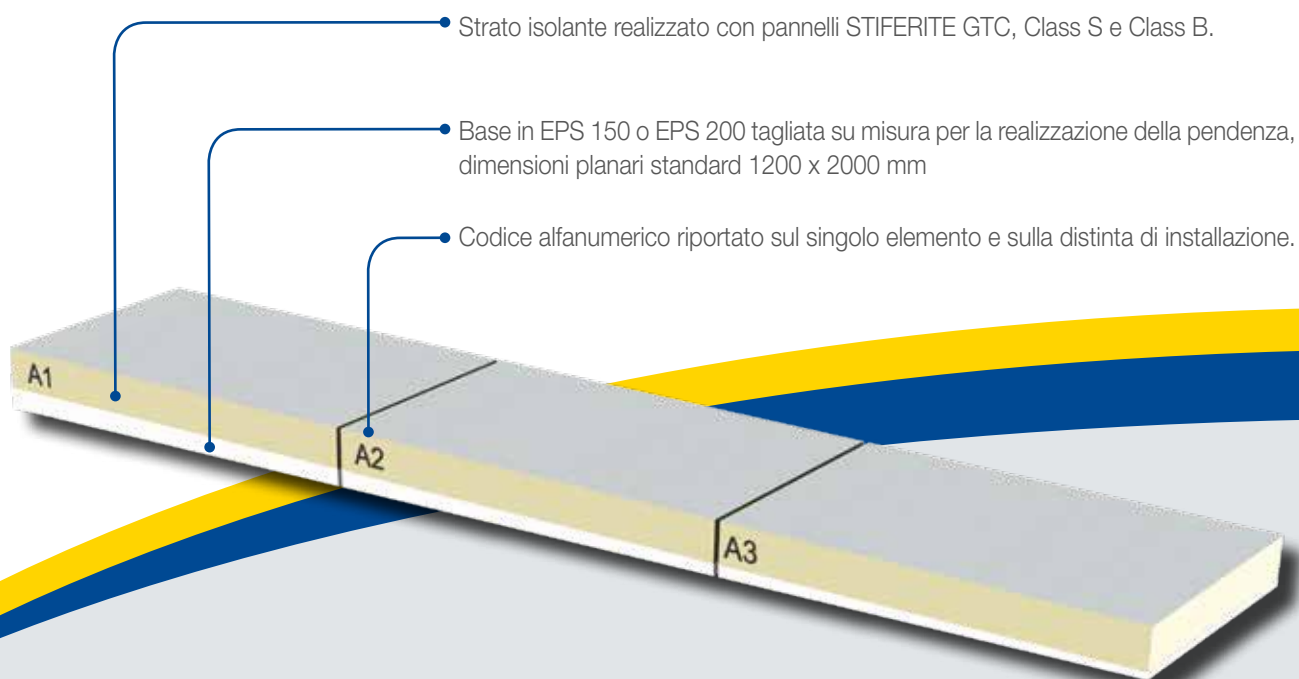 Strato isolante realizzato con pannelli STIFERITE GTC, Class S e Class B.
Base in EPS 150 o EPS 200 tagliata su misura per la realizzazione della pendenza,
dimensioni planari standard 1200 x 2000 mm
Codice alfanumerico riportato sul singolo elemento e sulla distinta di installazione.
A1
A2
A3